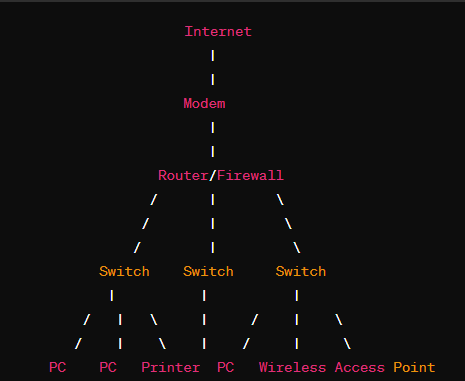 Internet
|
|
Modem
|
|
Router/Firewall
/ | \
/ | \
/ | \
Switch Switch Switch
| | |
/ | \ | / | \
/ | \ | / | \
PC PC Printer PC Wireless Access Point